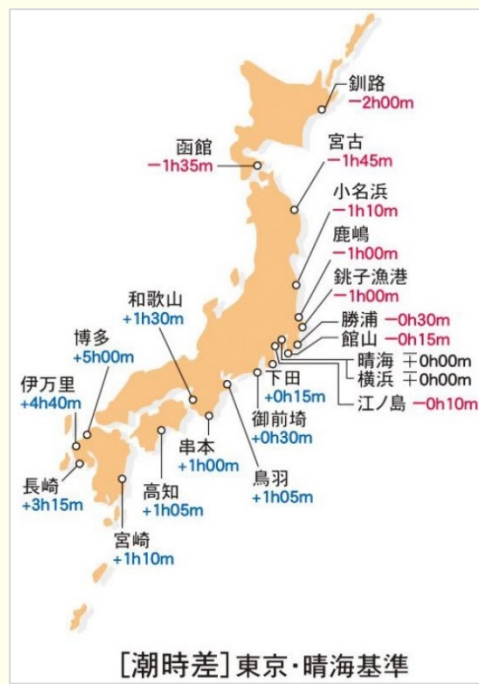 釧路
−2h00m
函館
−1h35m
宮古
−1h45m
小名浜
−1h10m
鹿嶋
−1h00m
銚子漁港
−1h00m
勝浦 −0h30m
館山 −0h15m
晴海 ∓0h00m
横浜 ∓0h00m
江ノ島 −0h10m
和歌山
+1h30m
博多
+5h00m
伊万里
+4h40m
下田
+0h15m
御前埼
+0h30m
串本
+1h00m
鳥羽
+1h05m
長崎
+3h15m
高知
+1h05m
宮崎
+1h10m
[潮時差]東京・晴海基準